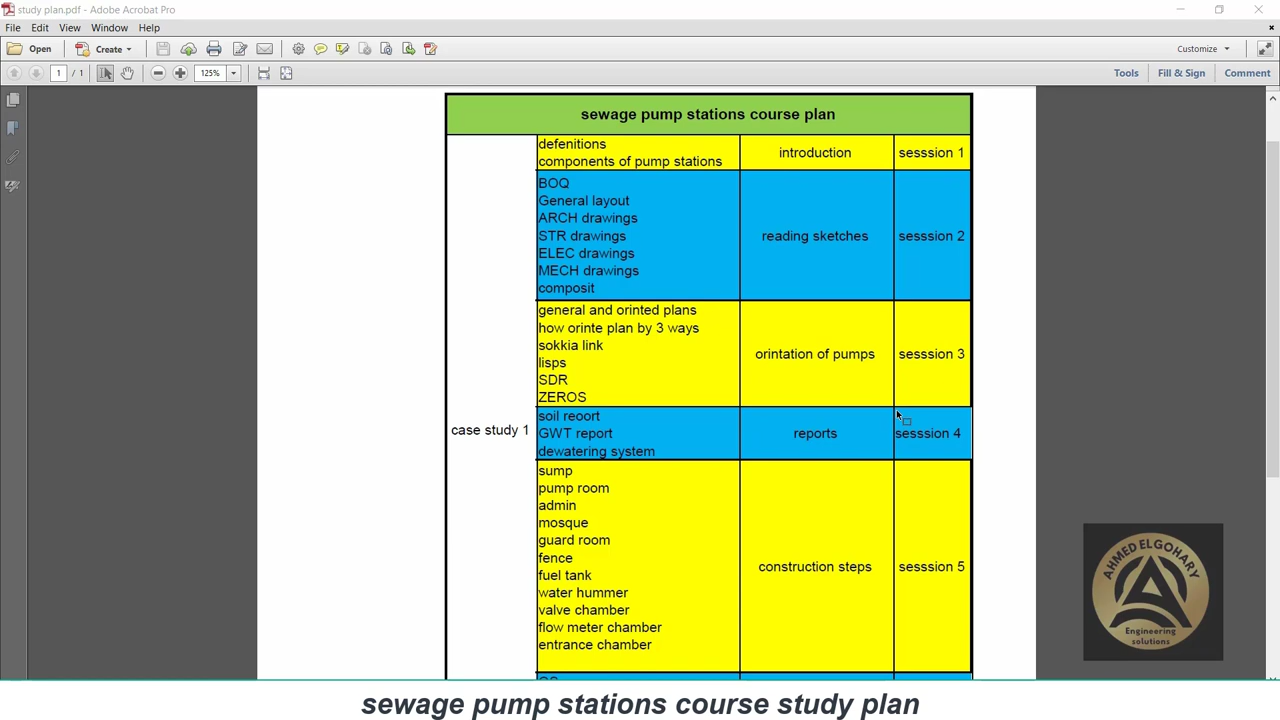 study plan.pdf - Adobe Acrobat Pro
File Edit View Window Help
Open Create Customize
1 / 1 125% Tools Fill & Sign Comment
sewage pump stations course plan
defenitions
components of pump stations
introduction
sesssion 1
BOQ
General layout
ARCH drawings
STR drawings
ELEC drawings
MECH drawings
composit
reading sketches
sesssion 2
general and orinted plans
how orinte plan by 3 ways
sokkia link
lisps
SDR
ZEROS
orintation of pumps
sesssion 3
case study 1
soil reoort
GWT report
dewatering system
reports
sesssion 4
sump
pump room
admin
mosque
guard room
fence
fuel tank
water hummer
valve chamber
flow meter chamber
entrance chamber
construction steps
sesssion 5
AHMED ELGOHARY
Engineering
solutions
sewage pump stations course study plan